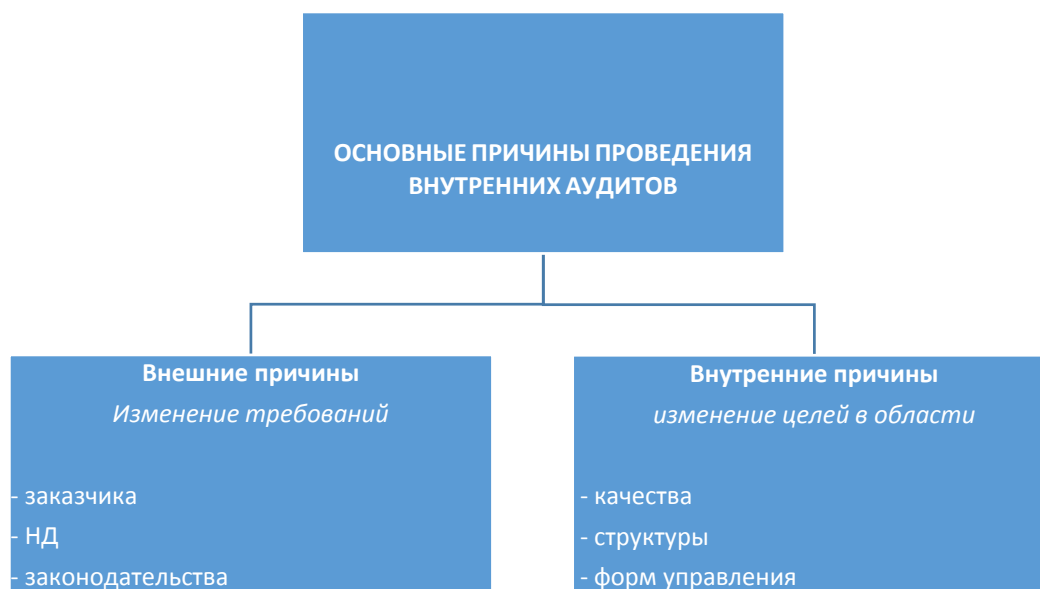 ОСНОВНЫЕ ПРИЧИНЫ ПРОВЕДЕНИЯ
ВНУТРЕННИХ АУДИТОВ
Внешние причины
Изменение требований
- заказчика
- НД
- законодательства
Внутренние причины
изменение целей в области
- качества
- структуры
- форм управления